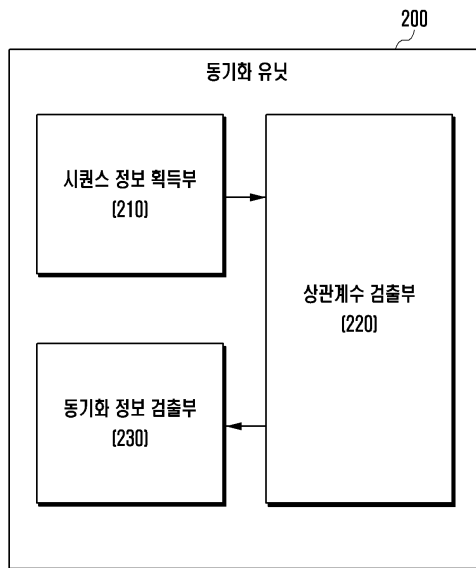 200
동기화 유닛
시퀀스 정보 획득부
(210)
상관계수 검출부
(220)
동기화 정보 검출부
(230)